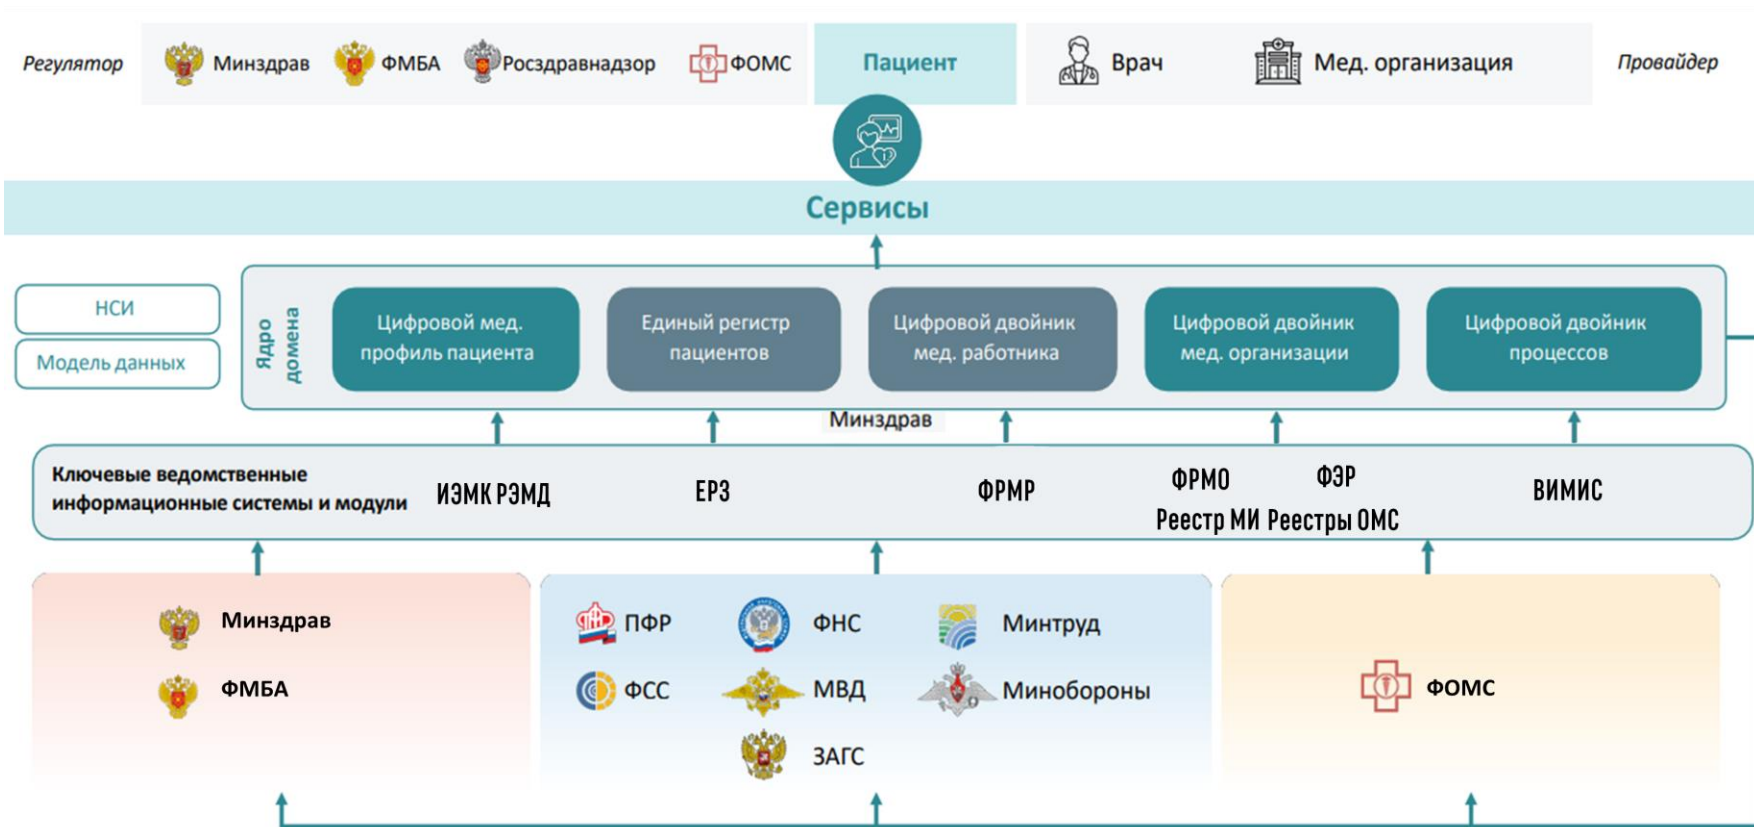 Регулятор
Минздрав
ФМБА
Росздравнадзор
ФОМС
Пациент
Врач
Мед. организация
Провайдер
Сервисы
НСИ
Модель данных
Ядро
домена
Цифровой мед.
профиль пациента
Единый регистр
пациентов
Цифровой двойник
мед. работника
Цифровой двойник
мед. организации
Цифровой двойник
процессов
Минздрав
Ключевые ведомственные
информационные системы и модули
ИЭМК РЭМД
ЕРЗ
ФРМР
ФРМО
ФЭР
Реестр МИ
Реестры ОМС
ВИМИС
Минздрав
ФМБА
ПФР
ФНС
Минтруд
ФСС
МВД
Минобороны
ЗАГС
ФОМС